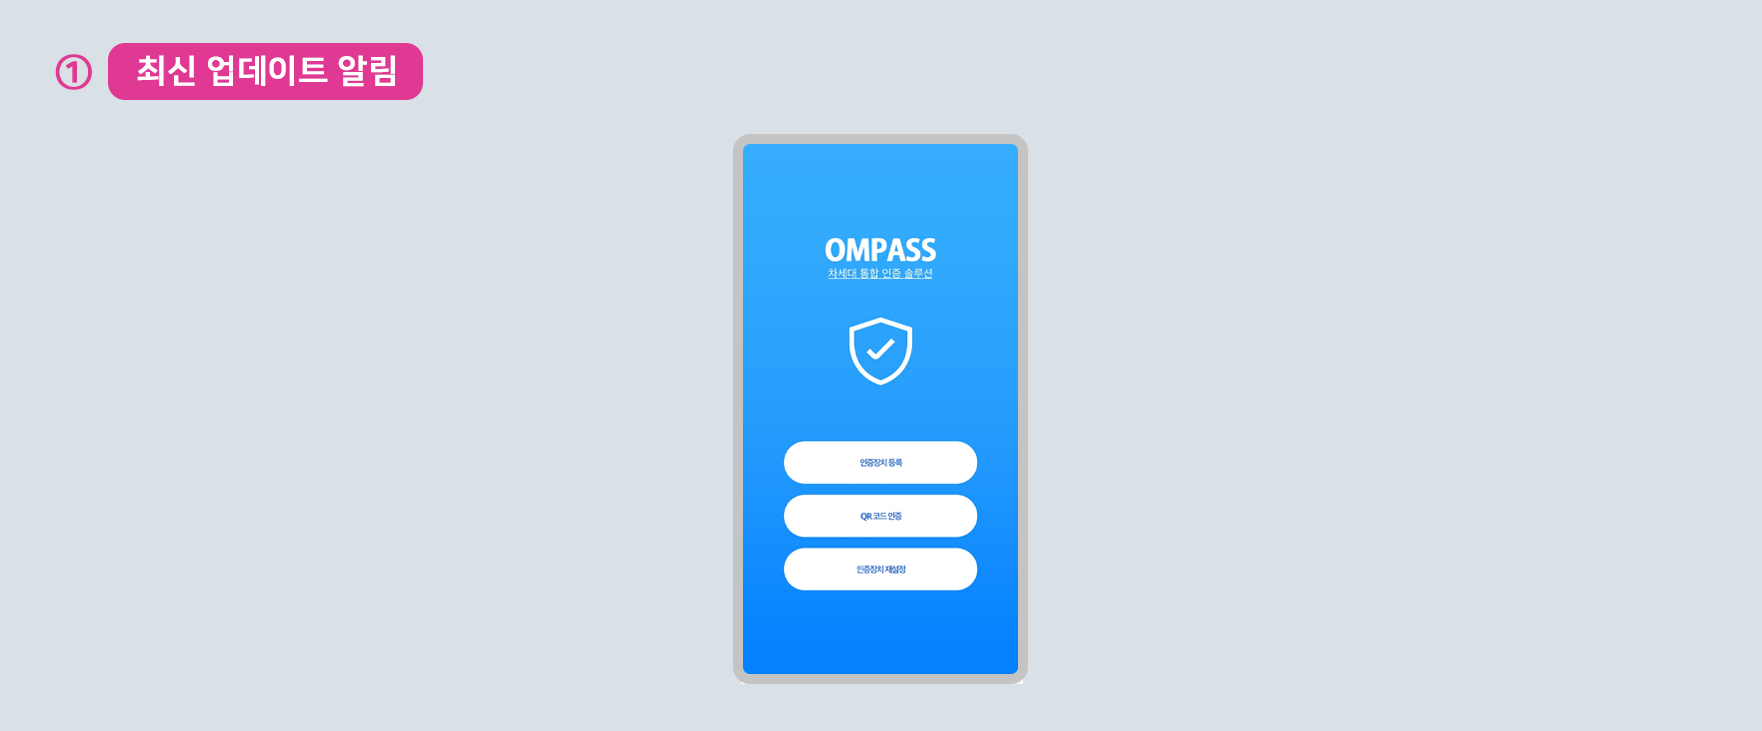 ① 최신 업데이트 알림
OMPASS
차세대 통합 인증 솔루션
인증장치 등록
QR 코드 인증
인증장치 재설정